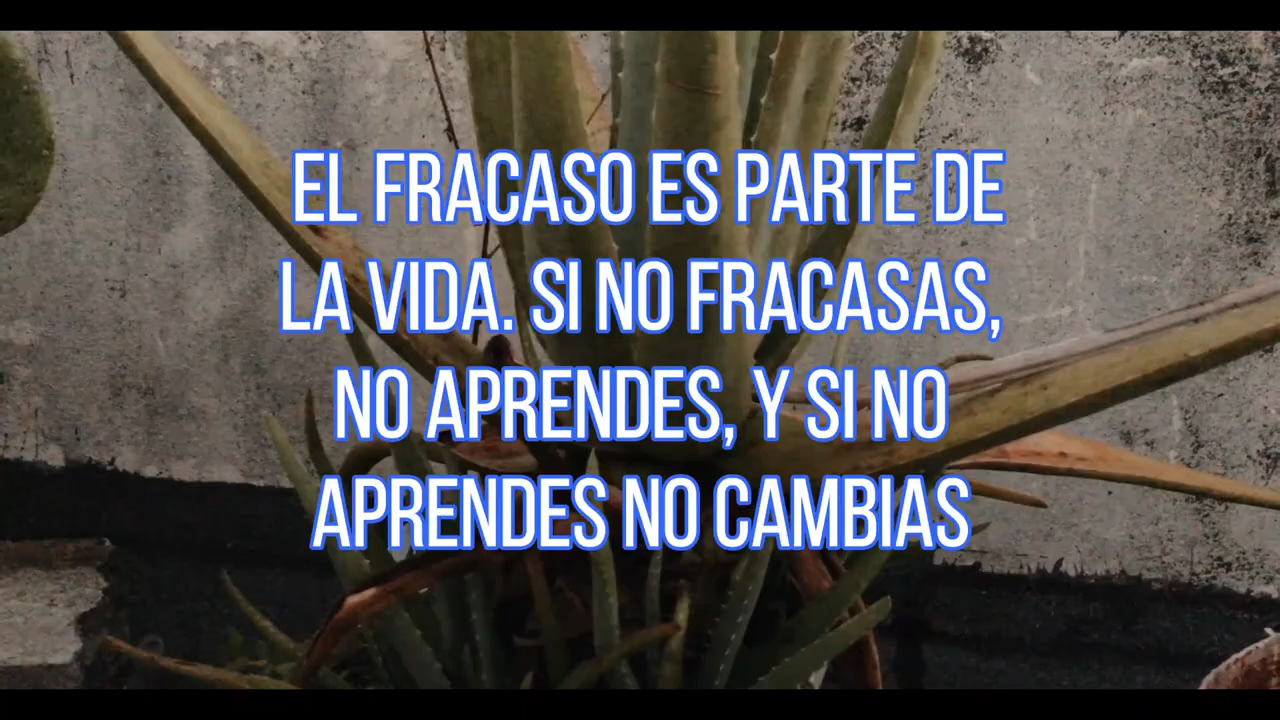 EL FRACASO ES PARTE DE
LA VIDA. SI NO FRACASAS,
NO APRENDES, Y SI NO
APRENDES NO CAMBIAS